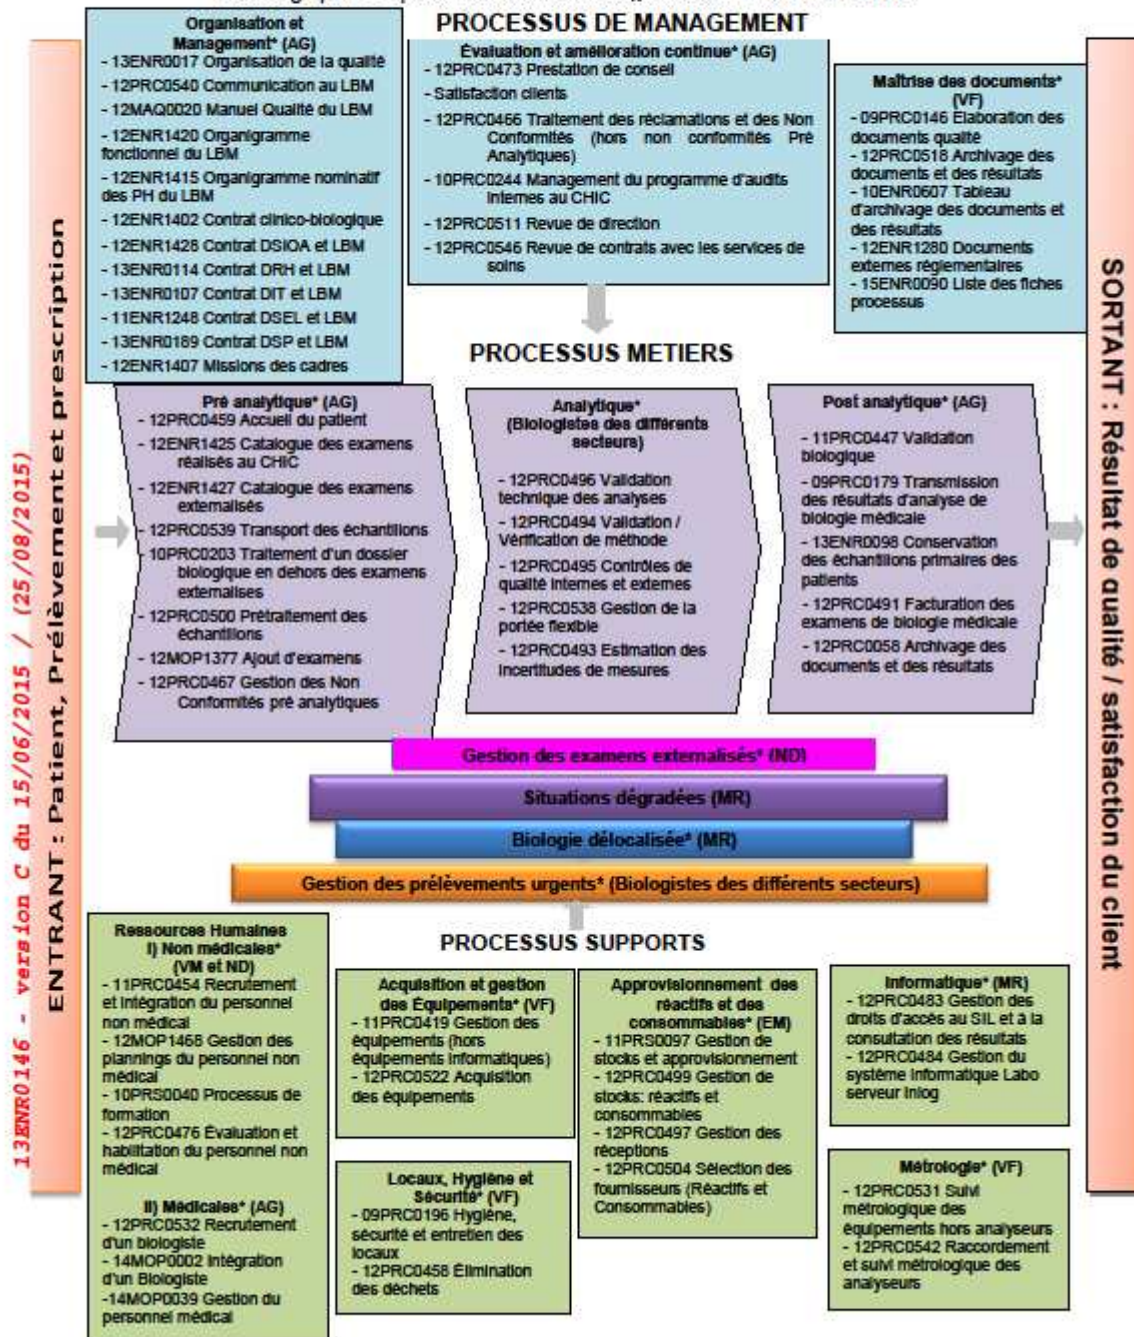 PROCESSUS DE MANAGEMENT
Organisation et
Management* (AG)
- 13ENR0017 Organisation de la qualité
- 12PRC0540 Communication au LBM
- 12MAQ0020 Manuel Qualité du LBM
- 12ENR1420 Organigramme
fonctionnel du LBM
- 12ENR1415 Organigramme nominatif
des PH du LBM
- 12ENR1402 Contrat clinico-biologique
- 12ENR1428 Contrat DSIOA et LBM
- 13ENR0114 Contrat DRH et LBM
- 13ENR0107 Contrat DIT et LBM
- 11ENR1248 Contrat DSEL et LBM
- 13ENR0189 Contrat DSP et LBM
- 12ENR1407 Missions des cadres
Évaluation et amélioration continue* (AG)
- 12PRC0473 Prestation de conseil
- Satisfaction clients
- 12PRC0466 Traitement des réclamations et des Non
Conformités (hors non conformités Pré
Analytiques)
- 10PRC0244 Management du programme d'audits
internes au CHIC
- 12PRC0511 Revue de direction
- 12PRC0546 Revue de contrats avec les services de
soins
Maîtrise des documents*
(VF)
- 09PRC0146 Elaboration des
documents qualité
- 12PRC0518 Archivage des
documents et des résultats
- 10ENR0607 Tableau
d'archivage des documents et
des résultats
- 12ENR1280 Documents
externes réglementaires
- 15ENR0090 Liste des fiches
processus
13ENR0146 - version C du 15/06/2015 / (25/08/2015)
ENTRANT : Patient, Prélèvement et prescription
PROCESSUS METIERS
Pré analytique* (AG)
- 12PRC0459 Accueil du patient
- 12ENR1425 Catalogue des examens
réalisés au CHIC
- 12ENR1427 Catalogue des examens
externalisés
- 12PRC0539 Transport des échantillons
- 10PRC0203 Traitement d'un dossier
biologique en dehors des examens
externalises
- 12PRC0500 Prétraitement des
échantillons
- 12MOP1377 Ajout d'examens
- 12PRC0467 Gestion des Non
Conformités pré analytiques
Analytique*
(Biologistes des différents
secteurs)
- 12PRC0496 Validation
technique des analyses
- 12PRC0494 Validation /
Vérification de méthode
- 12PRC0495 Contrôles de
qualité internes et externes
- 12PRC0538 Gestion de la
portée flexible
- 12PRC0493 Estimation des
incertitudes de mesures
Post analytique* (AG)
- 11PRC0447 Validation
biologique
- 09PRC0179 Transmission
des résultats d'analyse de
biologie médicale
- 13ENR0098 Conservation
des échantillons primaires des
patients
- 12PRC0491 Facturation des
examens de biologie médicale
- 12PRC0058 Archivage des
documents et des résultats
SORTANT : Résultat de qualité / satisfaction du client
Gestion des examens externalisés* (ND)
Situations dégradées (MR)
Biologie délocalisée* (MR)
Gestion des prélèvements urgents* (Biologistes des différents secteurs)
PROCESSUS SUPPORTS
Ressources Humaines
I) Non médicales*
(VM et ND)
- 11PRC0454 Recrutement
et intégration du personnel
non médical
- 12MOP1468 Gestion des
plannings du personnel non
médical
- 10PRS0040 Processus de
formation
- 12PRC0476 Évaluation et
habilitation du personnel non
médical
II) Médicales* (AG)
- 12PRC0532 Recrutement
d'un biologiste
- 14MOP0002 Intégration
d'un Biologiste
-14MOP0039 Gestion du
personnel médical
Acquisition et gestion
des Équipements* (VF)
- 11PRC0419 Gestion des
équipements (hors
équipements informatiques)
- 12PRC0522 Acquisition
des équipements
Locaux, Hygiène et
Sécurité* (VF)
- 09PRC0196 Hygiène,
sécurité et entretien des
locaux
- 12PRC0458 Élimination
des déchets
Approvisionnement des
réactifs et des
consommables* (EM)
- 11PRS0097 Gestion de
stocks et approvisionnement
- 12PRC0499 Gestion de
stocks: réactifs et
consommables
- 12PRC0497 Gestion des
réceptions
- 12PRC0504 Sélection des
fournisseurs (Réactifs et
Consommables)
Informatique* (MR)
- 12PRC0483 Gestion des
droits d'accès au SIL et à la
consultation des résultats
- 12PRC0484 Gestion du
système informatique Labo
serveur Inlog
Métrologie* (VF)
- 12PRC0531 Suivi
métrologique des
équipements hors analyseurs
- 12PRC0542 Raccordement
et suivi métrologique des
analyseurs